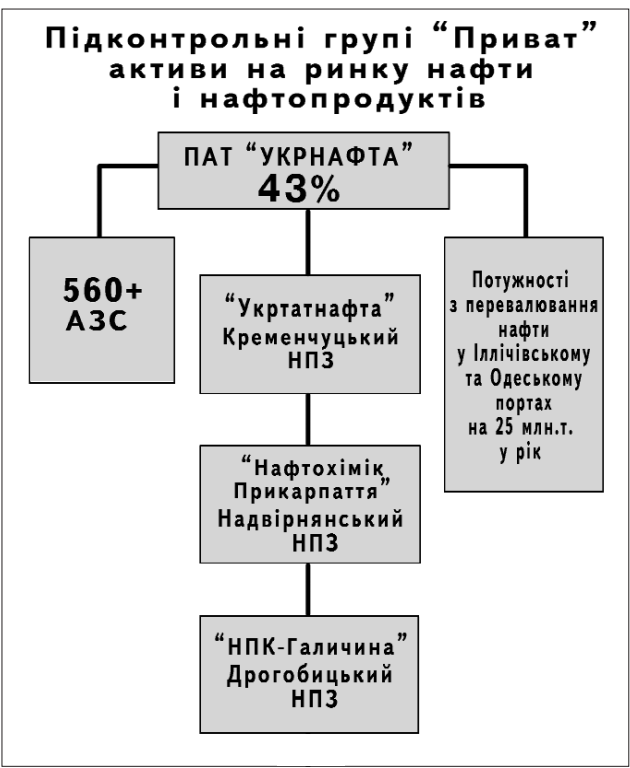 Підконтрольні групі “Приват”
активи на ринку нафти
і нафтопродуктів
ПАТ “УКРНАФТА”
43%
560+
АЗС
“Укртатнафта”
Кременчуцький
НПЗ
“Нафтохімік
Прикарпаття”
Надвірнянський
НПЗ
“НПК-Галичина”
Дрогобицький
НПЗ
Потужності
з перевалювання
нафти
у Іллічівському
та Одеському
портах
на 25 млн.т.
у рік